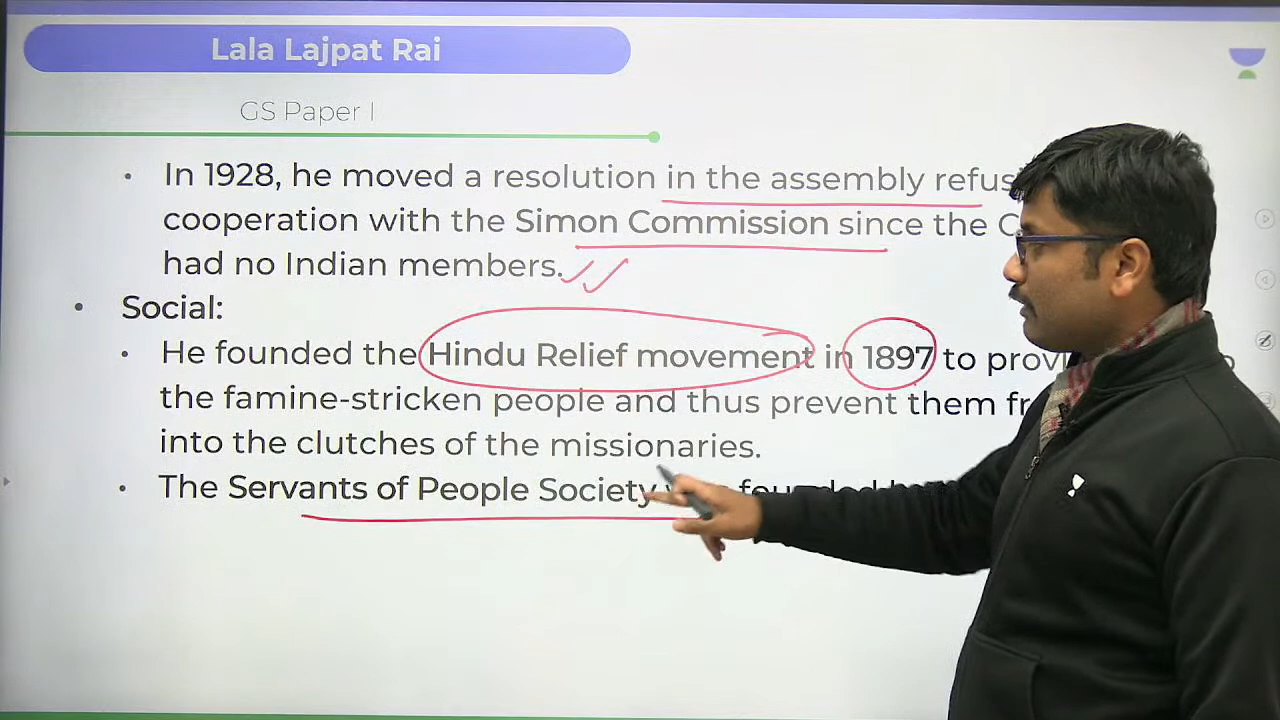 Lala Lajpat Rai
GS Paper I
• In 1928, he moved a resolution in the assembly
cooperation with the Simon Commission since the
had no Indian members.
• Social:
• He founded the Hindu Relief movement in 1897 to
the famine-stricken people and thus prevent them
into the clutches of the missionaries.
• The Servants of People Society founded